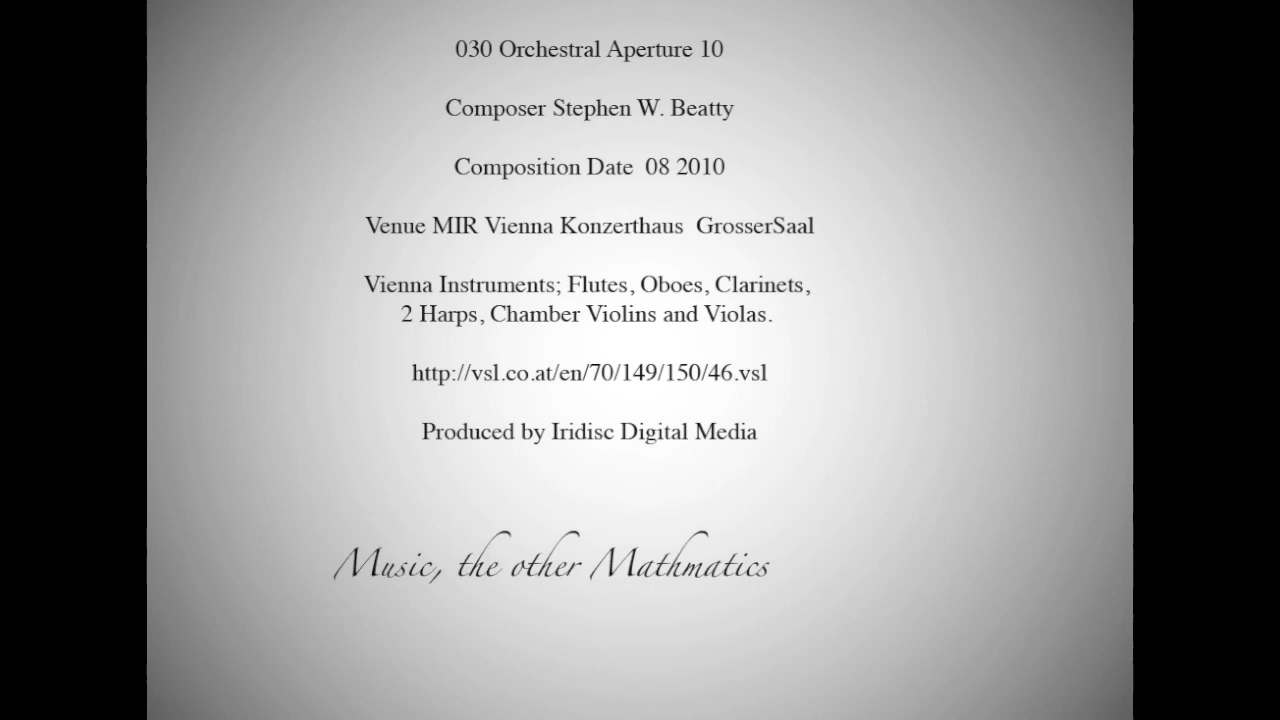 030 Orchestral Aperture 10
Composer Stephen W. Beatty
Composition Date  08 2010
Venue MIR Vienna Konzerthaus  GrosserSaal
Vienna Instruments; Flutes, Oboes, Clarinets,
2 Harps, Chamber Violins and Violas.
http://vsl.co.at/en/70/149/150/46.vsl
Produced by Iridisc Digital Media
Music, the other Mathmatics